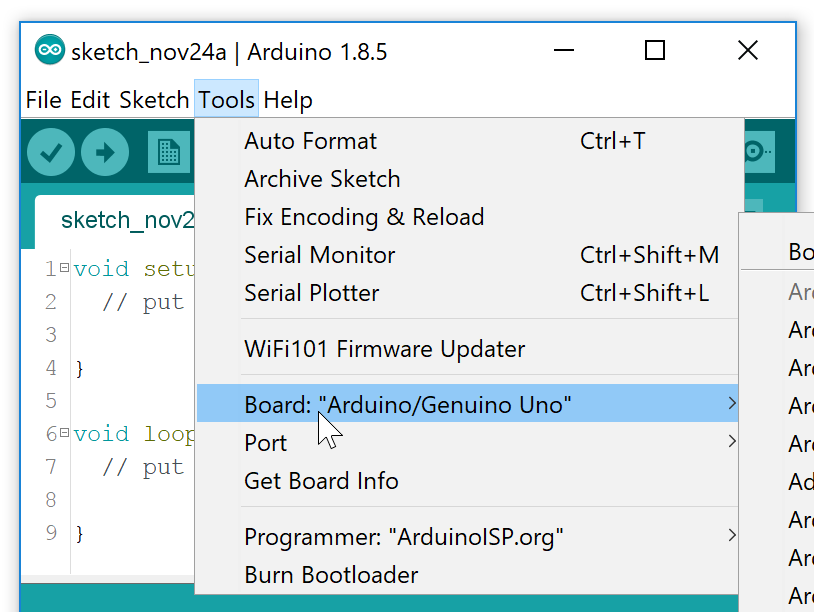 sketch_nov24a | Arduino 1.8.5
File Edit Sketch Tools Help
Auto Format Ctrl+T
Archive Sketch
Fix Encoding & Reload
Serial Monitor Ctrl+Shift+M
Serial Plotter Ctrl+Shift+L
WiFi101 Firmware Updater
Board: "Arduino/Genuino Uno"
Port
Get Board Info
Programmer: "ArduinoISP.org"
Burn Bootloader
sketch_nov2
1 void setu
2 // put
3
4 }
5
6 void loop
7 // put
8
9 }
Bo
Ar
Ar
Ar
Ar
Ar
Ad
Ar
Ar
Ar